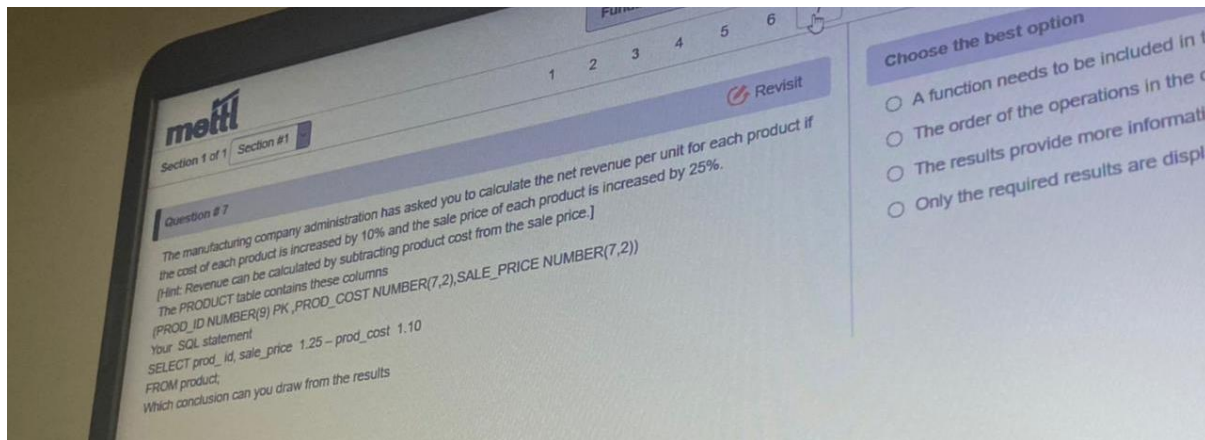 mettl
Section 1 of 1 Section #1
1 2 3 4 5 6
Revisit
Question # 7
The manufacturing company administration has asked you to calculate the net revenue per unit for each product if
the cost of each product is increased by 10% and the sale price of each product is increased by 25%.
[Hint: Revenue can be calculated by subtracting product cost from the sale price.]
The PRODUCT table contains these columns
(PROD_ID NUMBER(9) PK ,PROD_COST NUMBER(7,2),SALE_PRICE NUMBER(7,2))
Your SQL statement
SELECT prod_ id, sale_price 1.25 – prod_cost 1.10
FROM product;
Which conclusion can you draw from the results
Choose the best option
A function needs to be included in
The order of the operations in the
The results provide more
Only the required results are